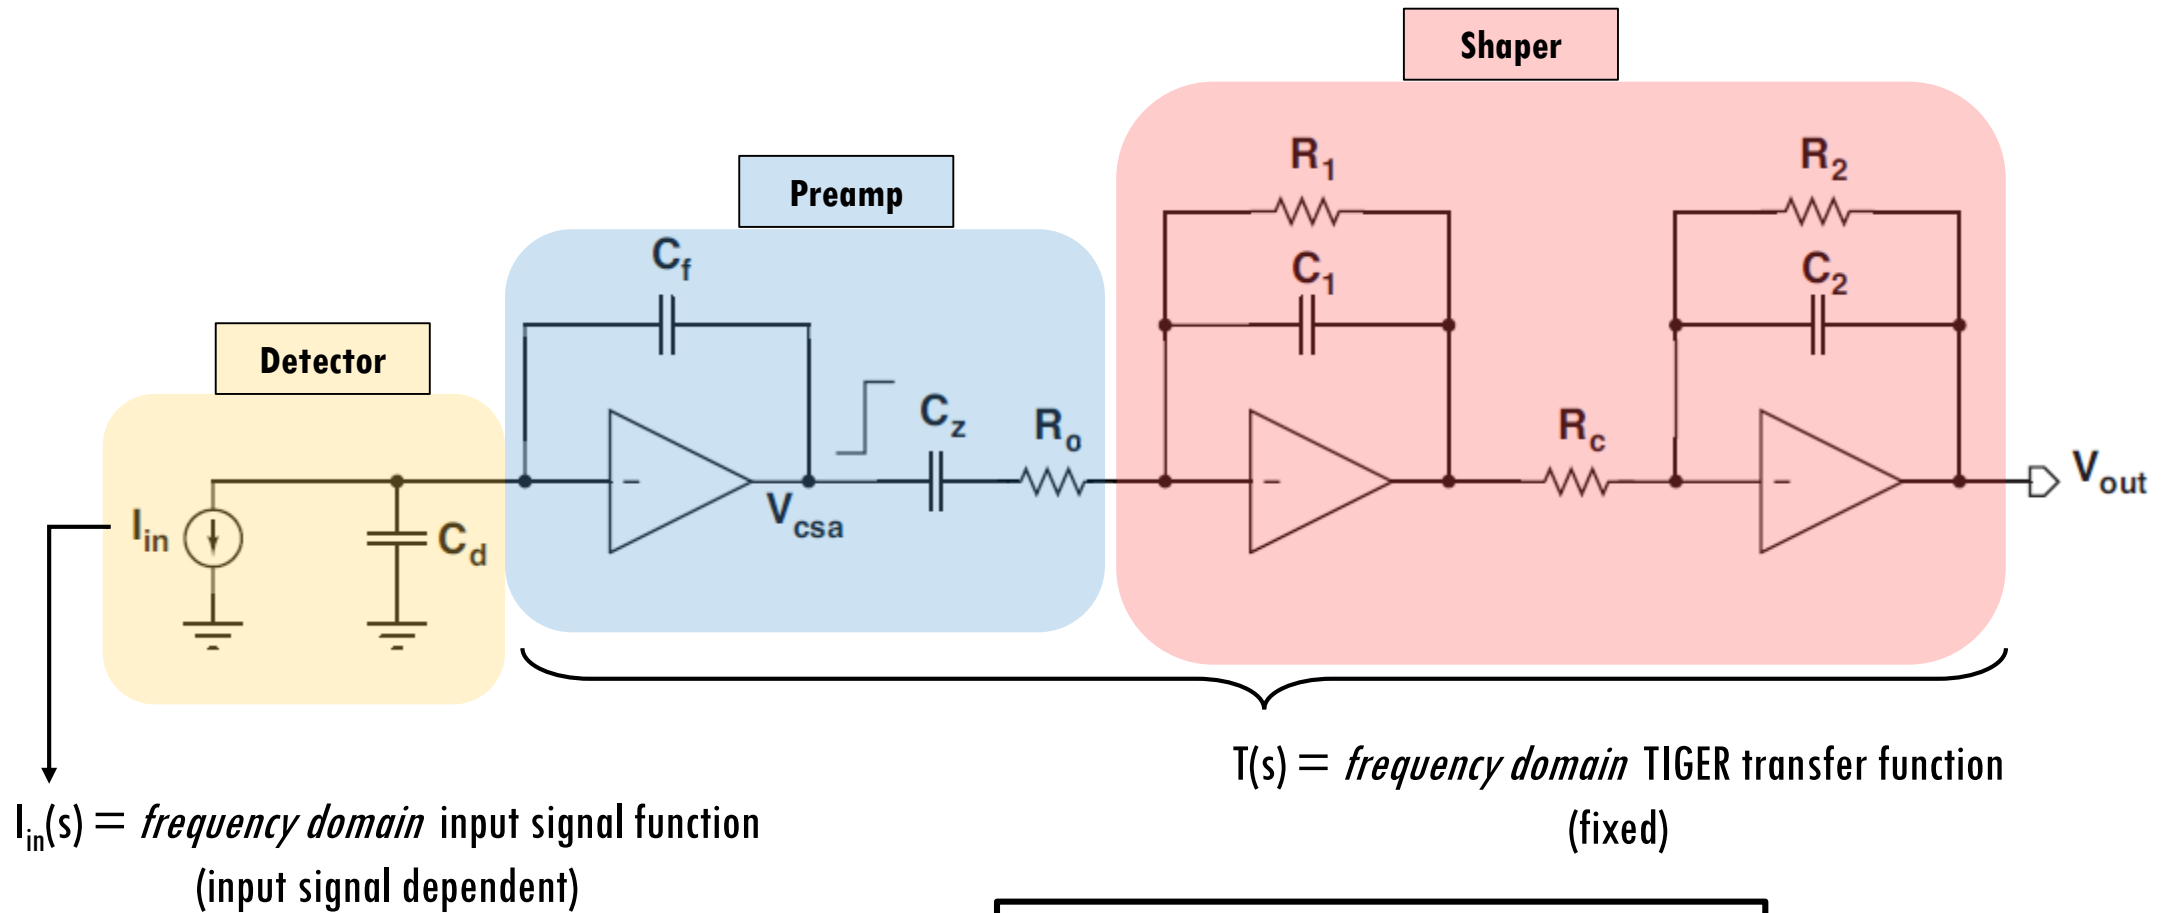 Shaper
Preamp
Detector
R1
R2
Cf
C1
C2
Cz
Ro
Rc
Iin
Cd
Vcsa
Vout
−
−
−
T(s) = frequency domain TIGER transfer function
(fixed)
Iin(s) = frequency domain input signal function
(input signal dependent)